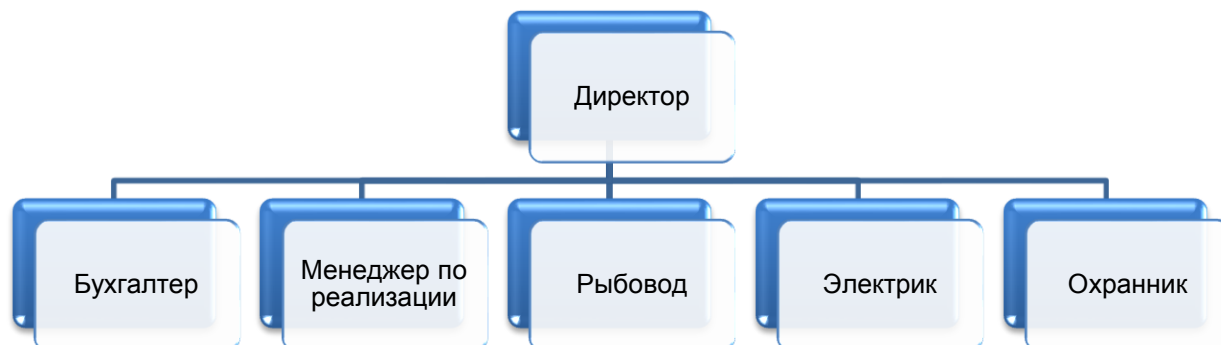 Директор
Бухгалтер
Менеджер по
реализации
Рыбовод
Электрик
Охранник